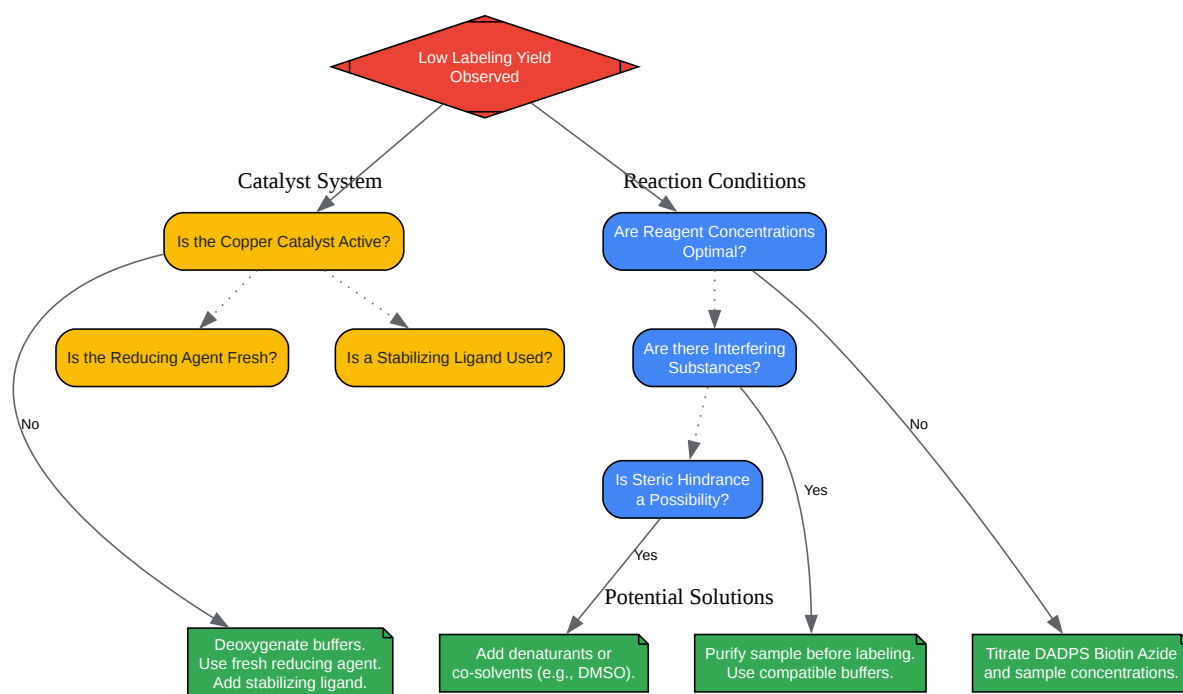 Low Labeling Yield
Observed
Catalyst System
Reaction Conditions
Is the Copper Catalyst Active?
Are Reagent Concentrations
Optimal?
Is the Reducing Agent Fresh?
Is a Stabilizing Ligand Used?
Are there Interfering
Substances?
No
No
Is Steric Hindrance
a Possibility?
Yes
Yes
Potential Solutions
Deoxygenate buffers.
Use fresh reducing agent.
Add stabilizing ligand.
Add denaturants or
co-solvents (e.g., DMSO).
Purify sample before labeling.
Use compatible buffers.
Titrate DADPS Biotin Azide
and sample concentrations.